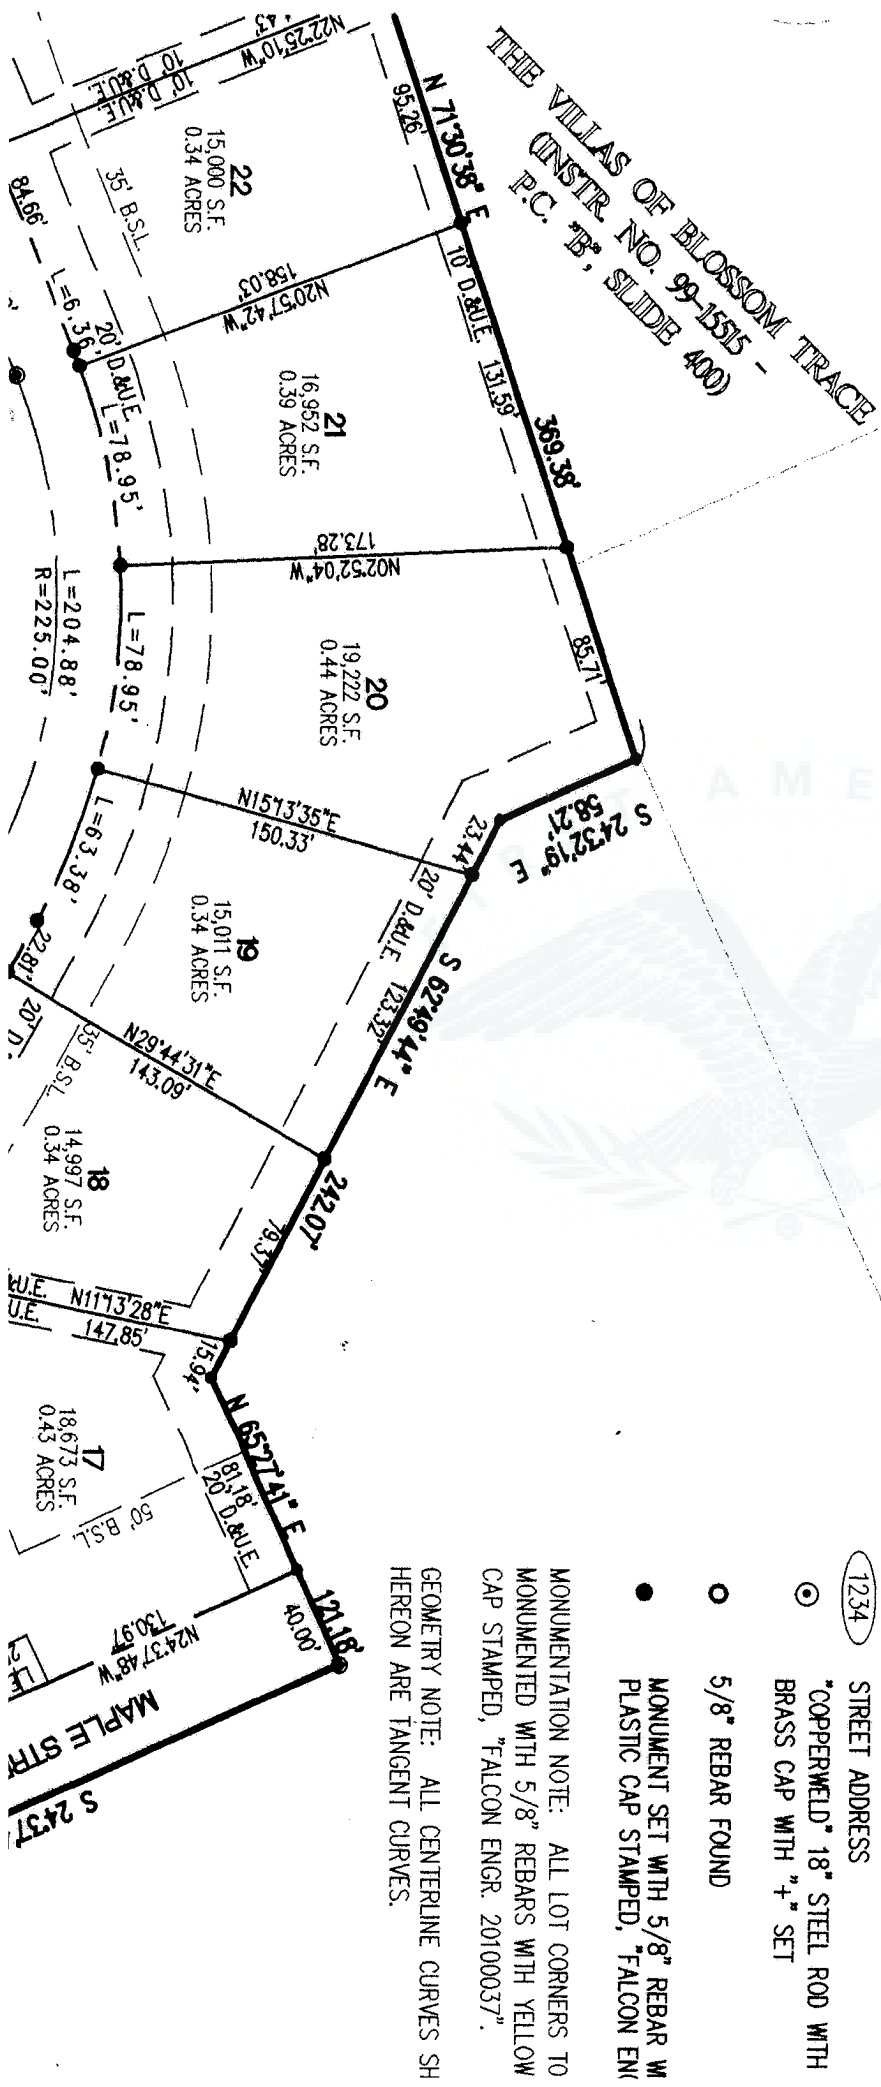 THE VILLAS OF BLOSSOM TRACE
(INSTR. NO. 99-15515 -
P.C. "B", SLIDE 400)
N 71°30'38" E
369.38'
95.26'
10' D.&U.E.
131.59'
85.71'
N22°25'10"W
43'
10' D.&U.E.
10' D.&U.E.
22
15,000 S.F.
0.34 ACRES
35' B.S.L.
84.66'
L=6.36'
20' D.&U.E.
N20°57'42"W
158.03'
21
16,952 S.F.
0.39 ACRES
L=78.95'
N02°52'04"W
173.28'
L=204.88'
R=225.00'
20
19,222 S.F.
0.44 ACRES
L=78.95'
S 24°32'19" E
58.21'
23.44'
N15°13'35"E
150.33'
L=63.38'
19
15,011 S.F.
0.34 ACRES
20' D.&U.E.
123.32'
S 62°49'44" E
242.07'
22.81'
20' D.
N29°44'31"E
143.09'
35' B.S.L.
18
14,997 S.F.
0.34 ACRES
79.37'
&U.E.
U.E.
N11°13'28"E
147.85'
15.94'
N 65°27'41" E
121.18'
81.18'
20' D.&U.E.
40.00'
17
18,673 S.F.
0.43 ACRES
50' B.S.L.
N24°37'48"W
130.97'
MAPLE STR
S 24°37'
1234 STREET ADDRESS
"COPPERWELD" 18" STEEL ROD WITH
BRASS CAP WITH "+" SET
5/8" REBAR FOUND
MONUMENT SET WITH 5/8" REBAR W
PLASTIC CAP STAMPED, "FALCON EN
MONUMENTATION NOTE: ALL LOT CORNERS TO
MONUMENTED WITH 5/8" REBARS WITH YELLOW
CAP STAMPED, "FALCON ENGR. 20100037".
GEOMETRY NOTE: ALL CENTERLINE CURVES SH
HEREON ARE TANGENT CURVES.